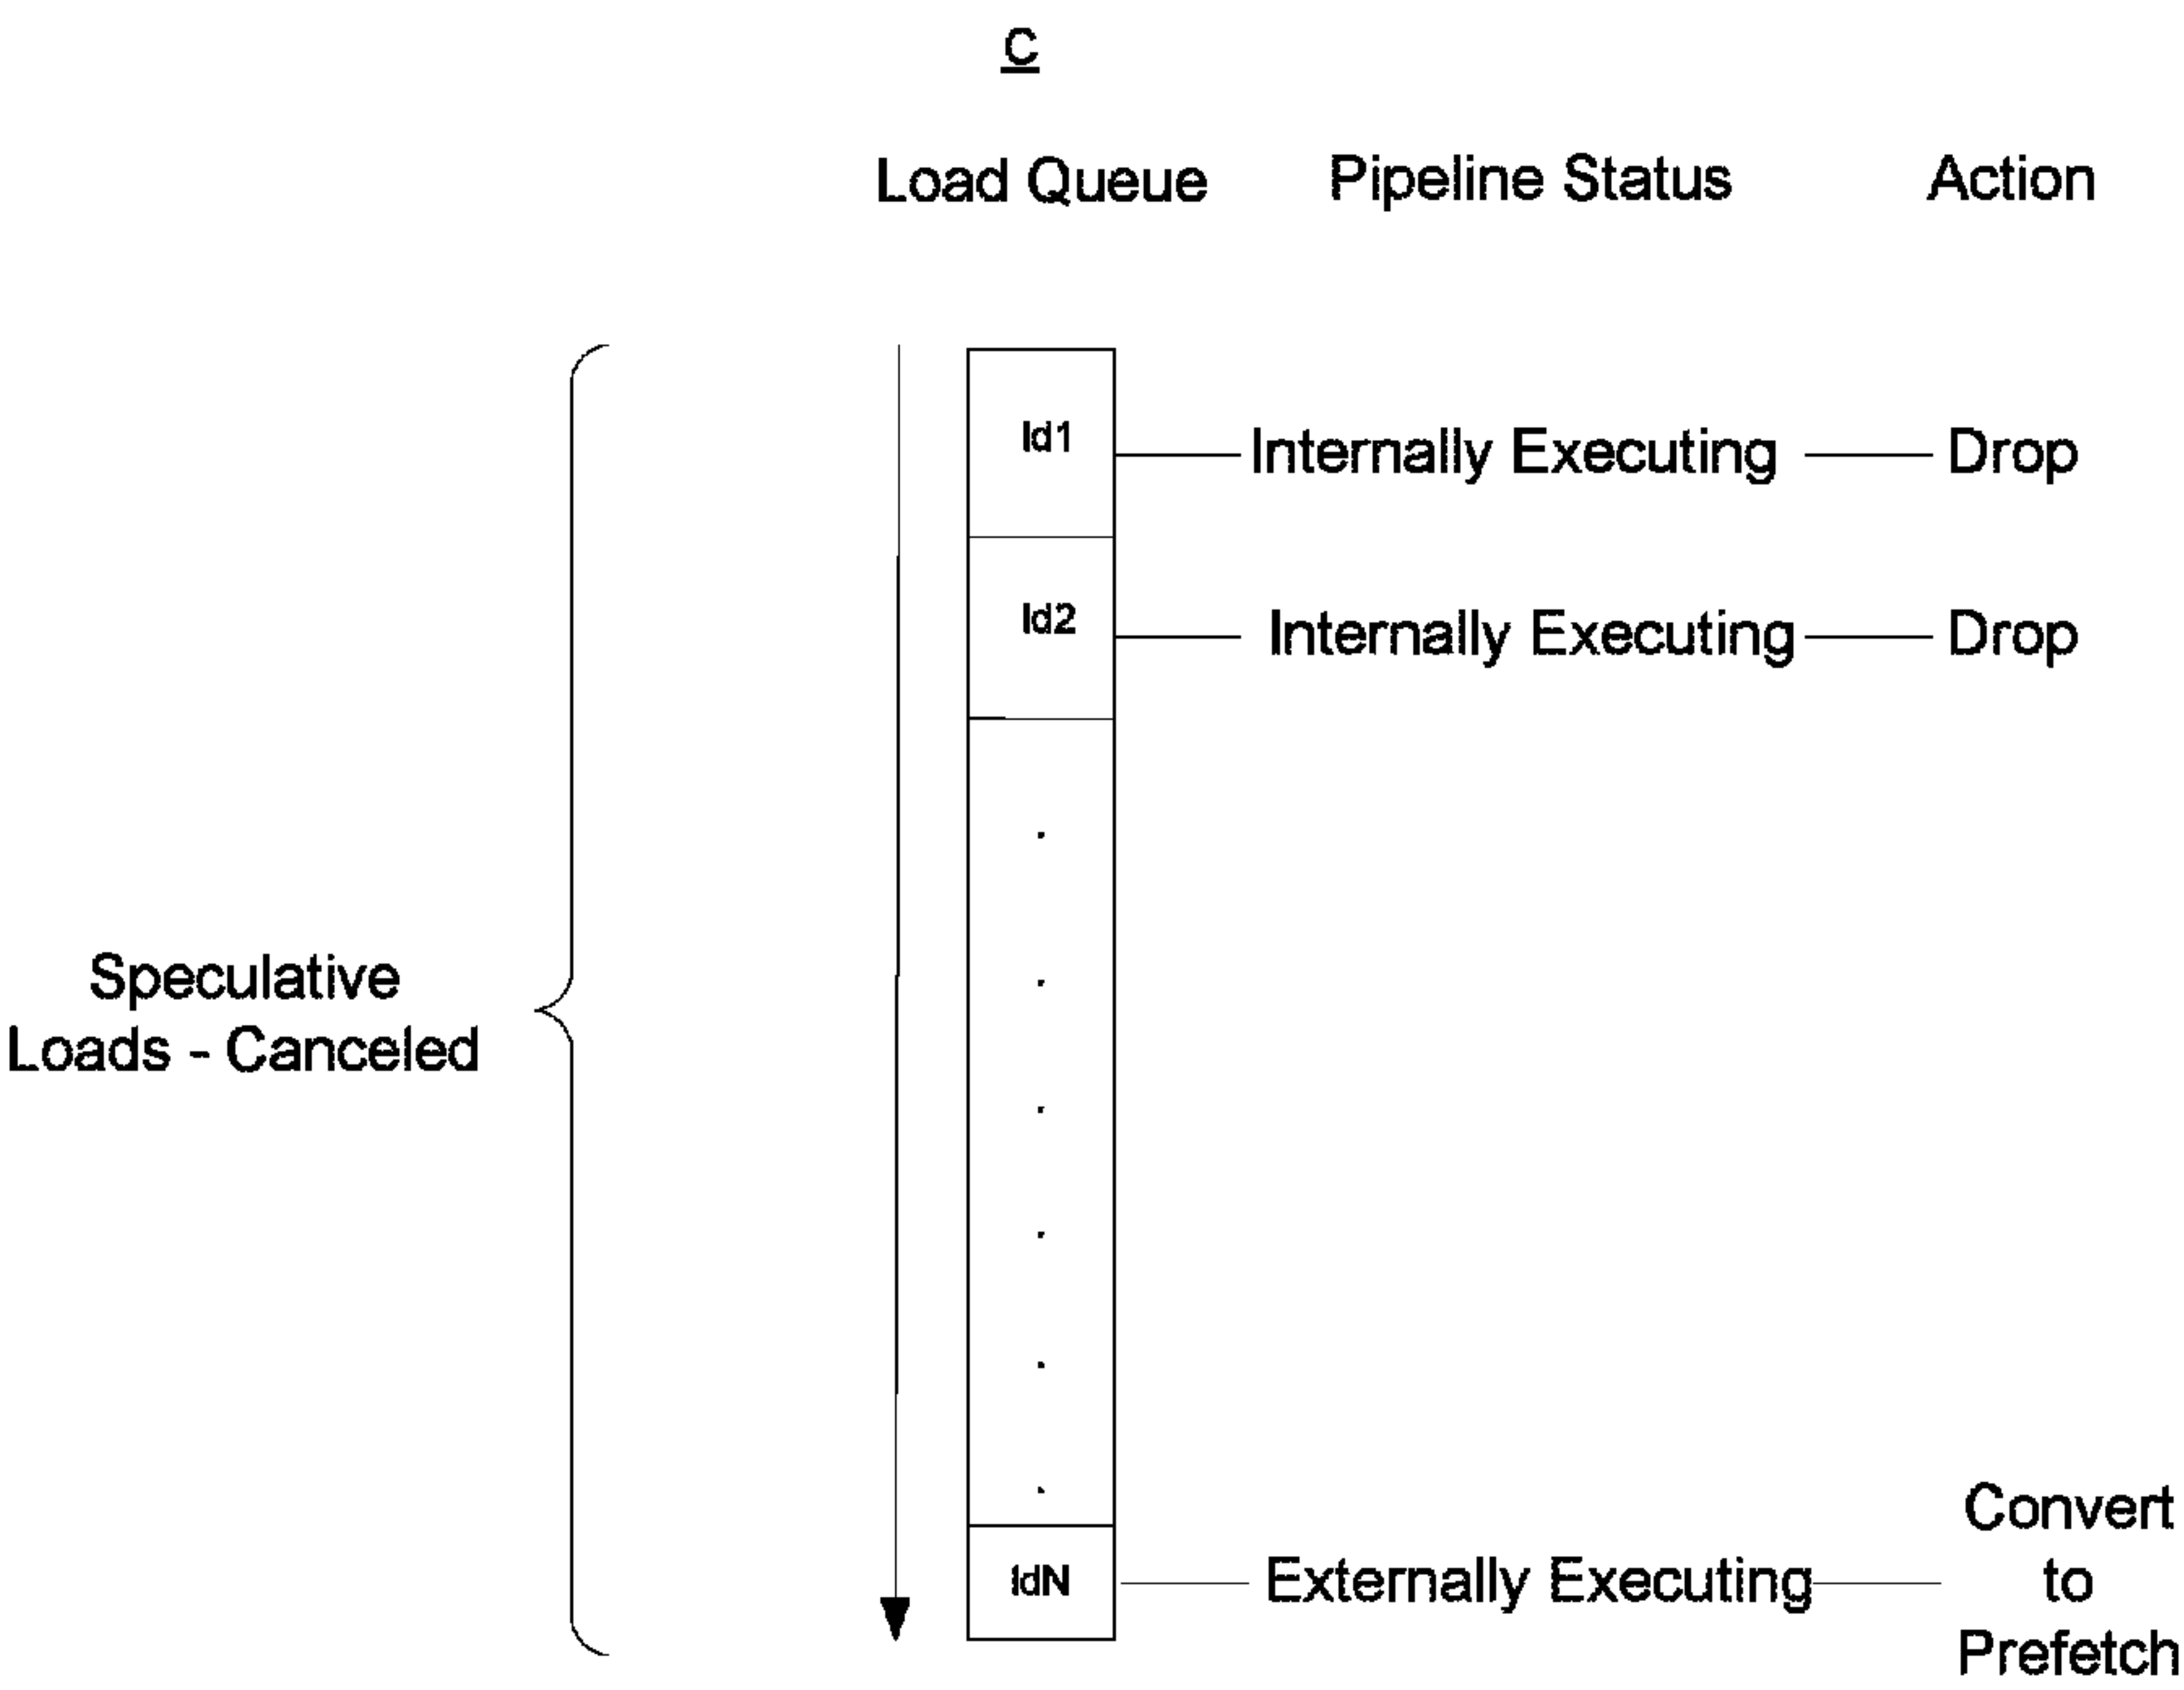 C
Load Queue Pipeline Status Action
ld1 Internally Executing Drop
ld2 Internally Executing Drop
Speculative
Loads - Canceled
Convert
ldN Externally Executing to
Prefetch